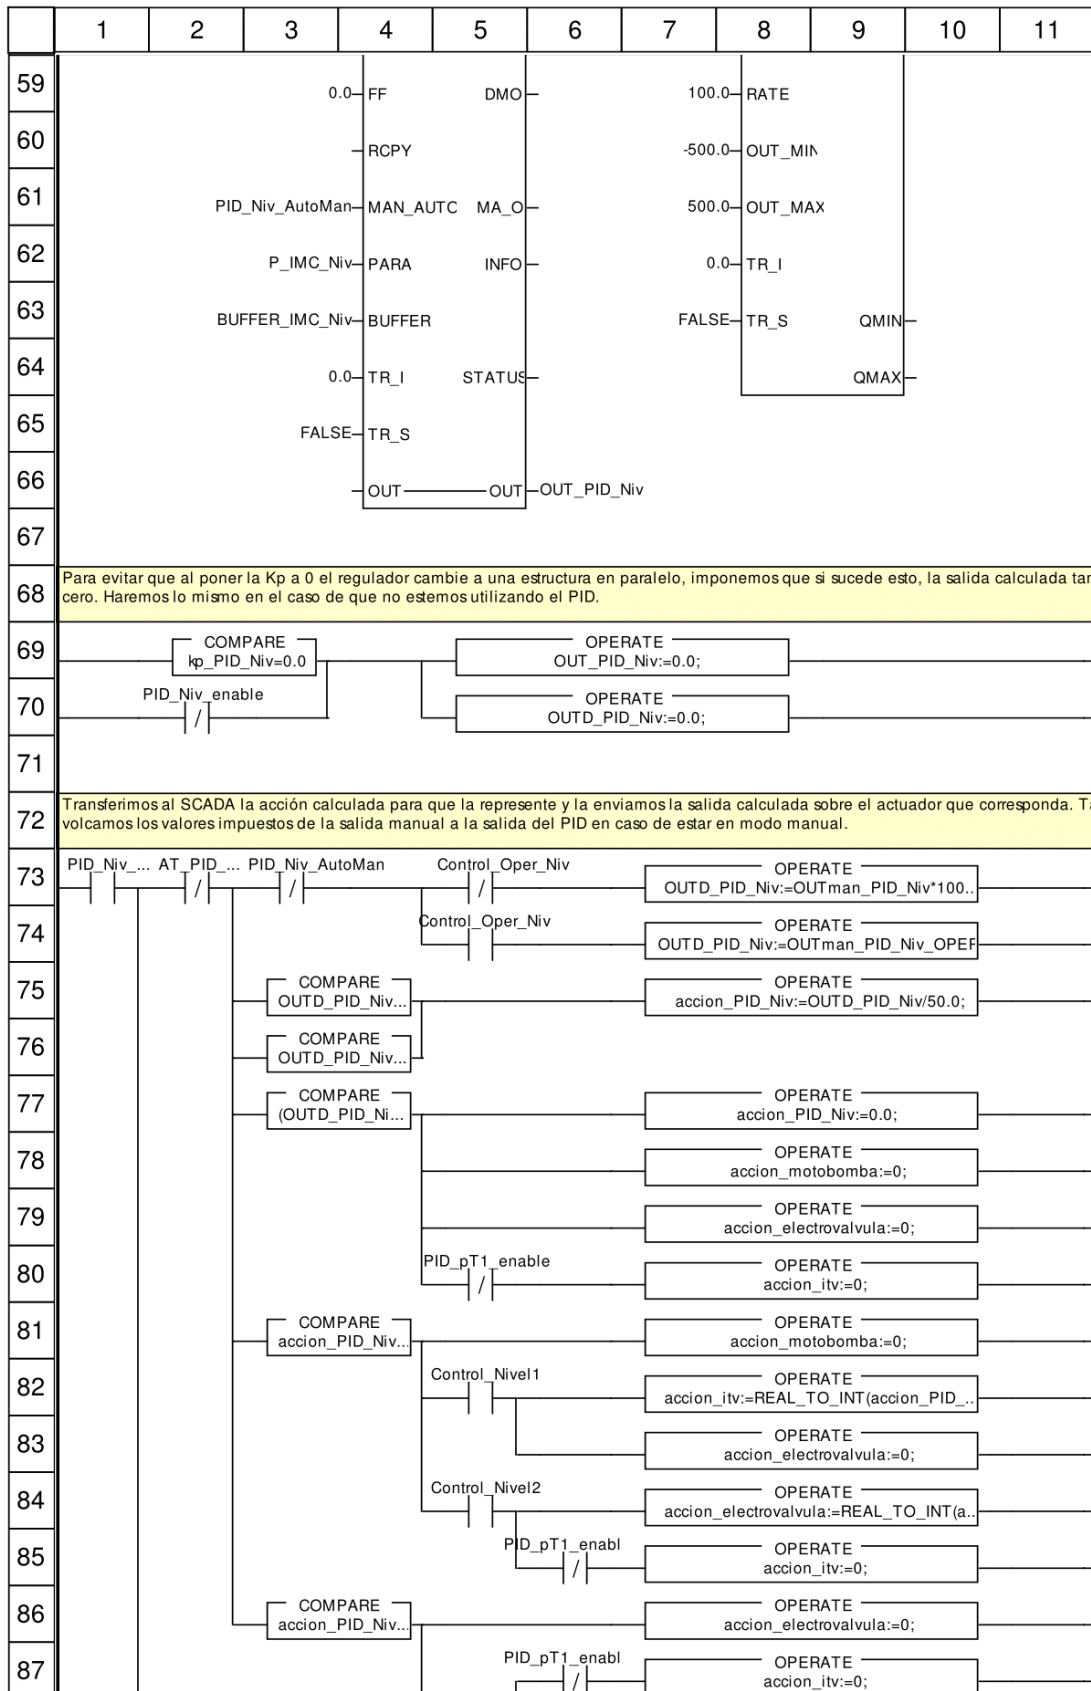 1 2 3 4 5 6 7 8 9 10 11
59
0.0 FF DMO 100.0 RATE
60
RCPY -500.0 OUT_MIN
61
PID_Niv_AutoMan MAN_AUTO MA_O 500.0 OUT_MAX
62
P_IMC_Niv PARA INFO 0.0 TR_I
63
BUFFER_IMC_Niv BUFFER FALSE TR_S QMIN
64
0.0 TR_I STATUS QMAX
65
FALSE TR_S
66
OUT OUT OUT_PID_Niv
67
68
Para evitar que al poner la Kp a 0 el regulador cambie a una estructura en paralelo, imponemos que si sucede esto, la salida calculada tar
cero. Haremos lo mismo en el caso de que no estemos utilizando el PID.
69
COMPARE OPERATE
kp_PID_Niv=0.0 OUT_PID_Niv:=0.0;
70
PID_Niv_enable OPERATE
OUTD_PID_Niv:=0.0;
71
72
Transferimos al SCADA la acción calculada para que la represente y la enviamos la salida calculada sobre el actuador que corresponda. Ta
volcamos los valores impuestos de la salida manual a la salida del PID en caso de estar en modo manual.
73
PID_Niv_... AT_PID_... PID_Niv_AutoMan Control_Oper_Niv OPERATE
OUTD_PID_Niv:=OUTman_PID_Niv*100..
74
Control_Oper_Niv OPERATE
OUTD_PID_Niv:=OUTman_PID_Niv_OPEF
75
COMPARE OPERATE
OUTD_PID_Niv... accion_PID_Niv:=OUTD_PID_Niv/50.0;
76
COMPARE
OUTD_PID_Niv...
77
COMPARE OPERATE
(OUTD_PID_Ni... accion_PID_Niv:=0.0;
78
OPERATE
accion_motobomba:=0;
79
OPERATE
accion_electrovalvula:=0;
80
PID_pT1_enable OPERATE
accion_itv:=0;
81
COMPARE OPERATE
accion_PID_Niv... accion_motobomba:=0;
82
Control_Nivel1 OPERATE
accion_itv:=REAL_TO_INT(accion_PID_..
83
OPERATE
accion_electrovalvula:=0;
84
Control_Nivel2 OPERATE
accion_electrovalvula:=REAL_TO_INT(a..
85
PID_pT1_enabl OPERATE
accion_itv:=0;
86
COMPARE OPERATE
accion_PID_Niv... accion_electrovalvula:=0;
87
PID_pT1_enabl OPERATE
accion_itv:=0;